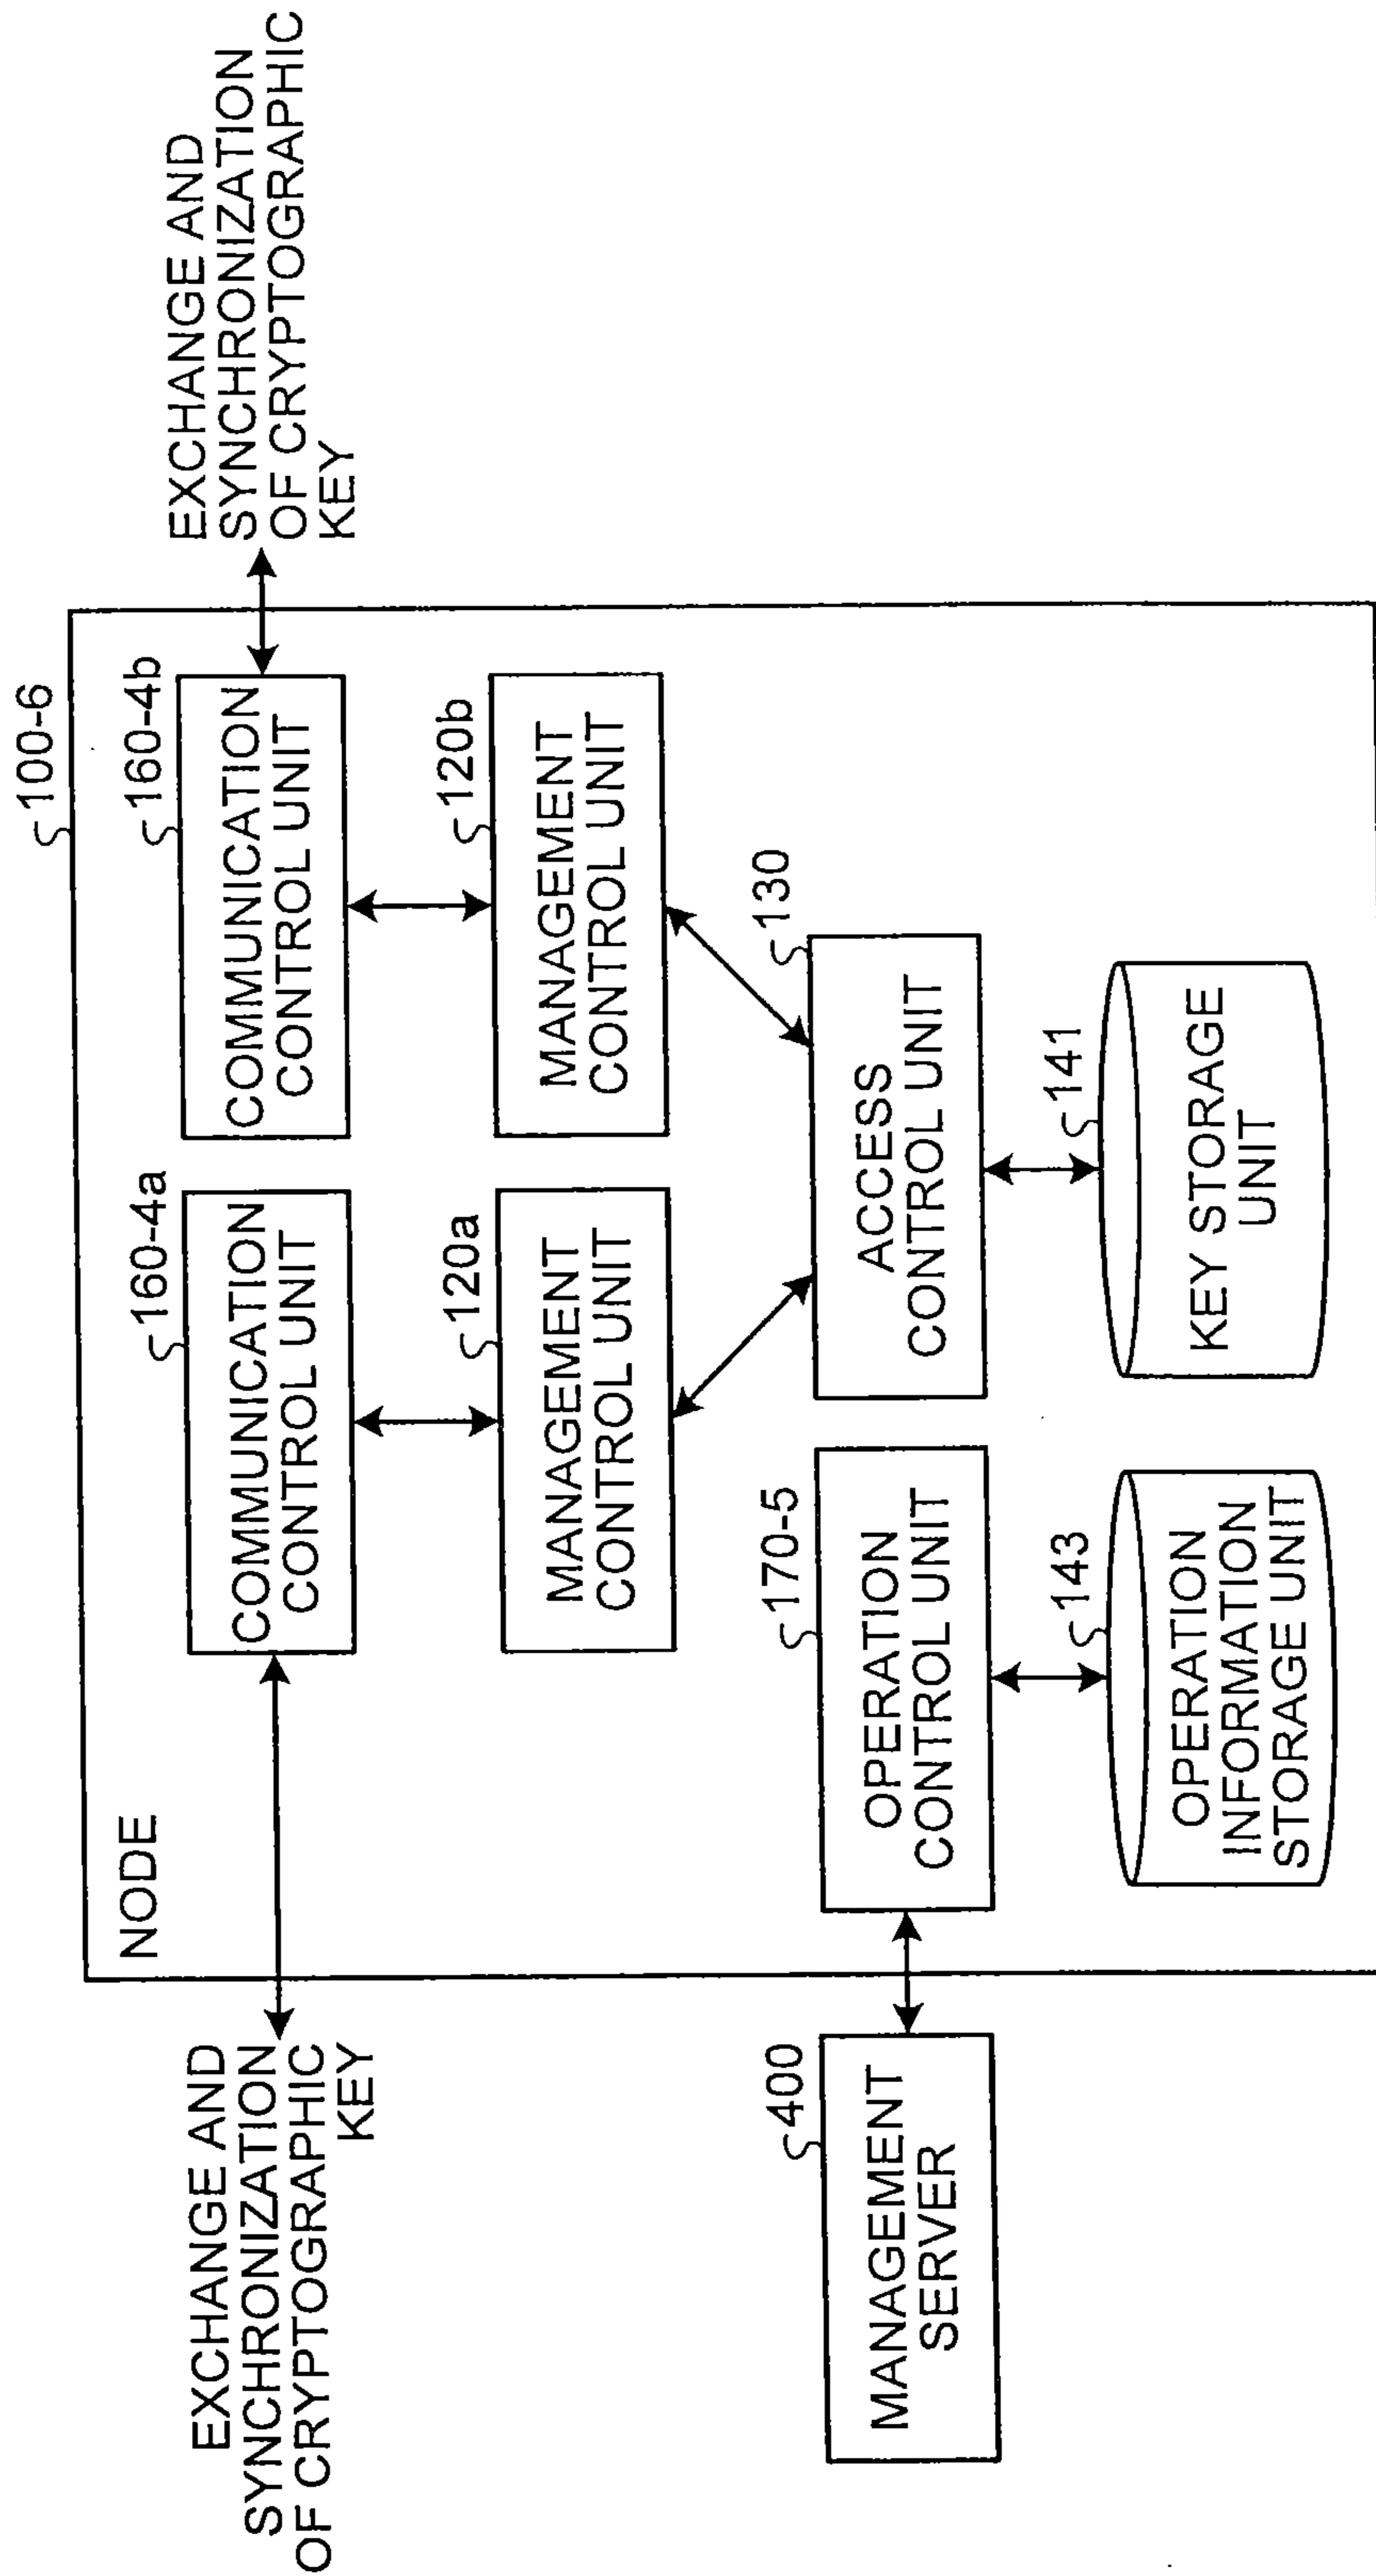 100-6
NODE
EXCHANGE AND
SYNCHRONIZATION
OF CRYPTOGRAPHIC
KEY
160-4a
COMMUNICATION
CONTROL UNIT
160-4b
COMMUNICATION
CONTROL UNIT
EXCHANGE AND
SYNCHRONIZATION
OF CRYPTOGRAPHIC
KEY
120a
MANAGEMENT
CONTROL UNIT
120b
MANAGEMENT
CONTROL UNIT
400
MANAGEMENT
SERVER
170-5
OPERATION
CONTROL UNIT
130
ACCESS
CONTROL UNIT
143
OPERATION
INFORMATION
STORAGE UNIT
141
KEY STORAGE
UNIT